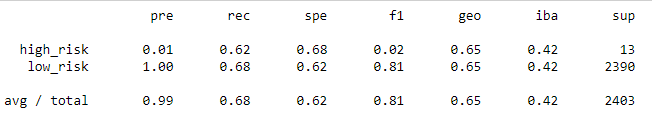 pre rec spe f1 geo iba sup
high_risk 0.01 0.62 0.68 0.02 0.65 0.42 13
low_risk 1.00 0.68 0.62 0.81 0.65 0.42 2390
avg / total 0.99 0.68 0.62 0.81 0.65 0.42 2403